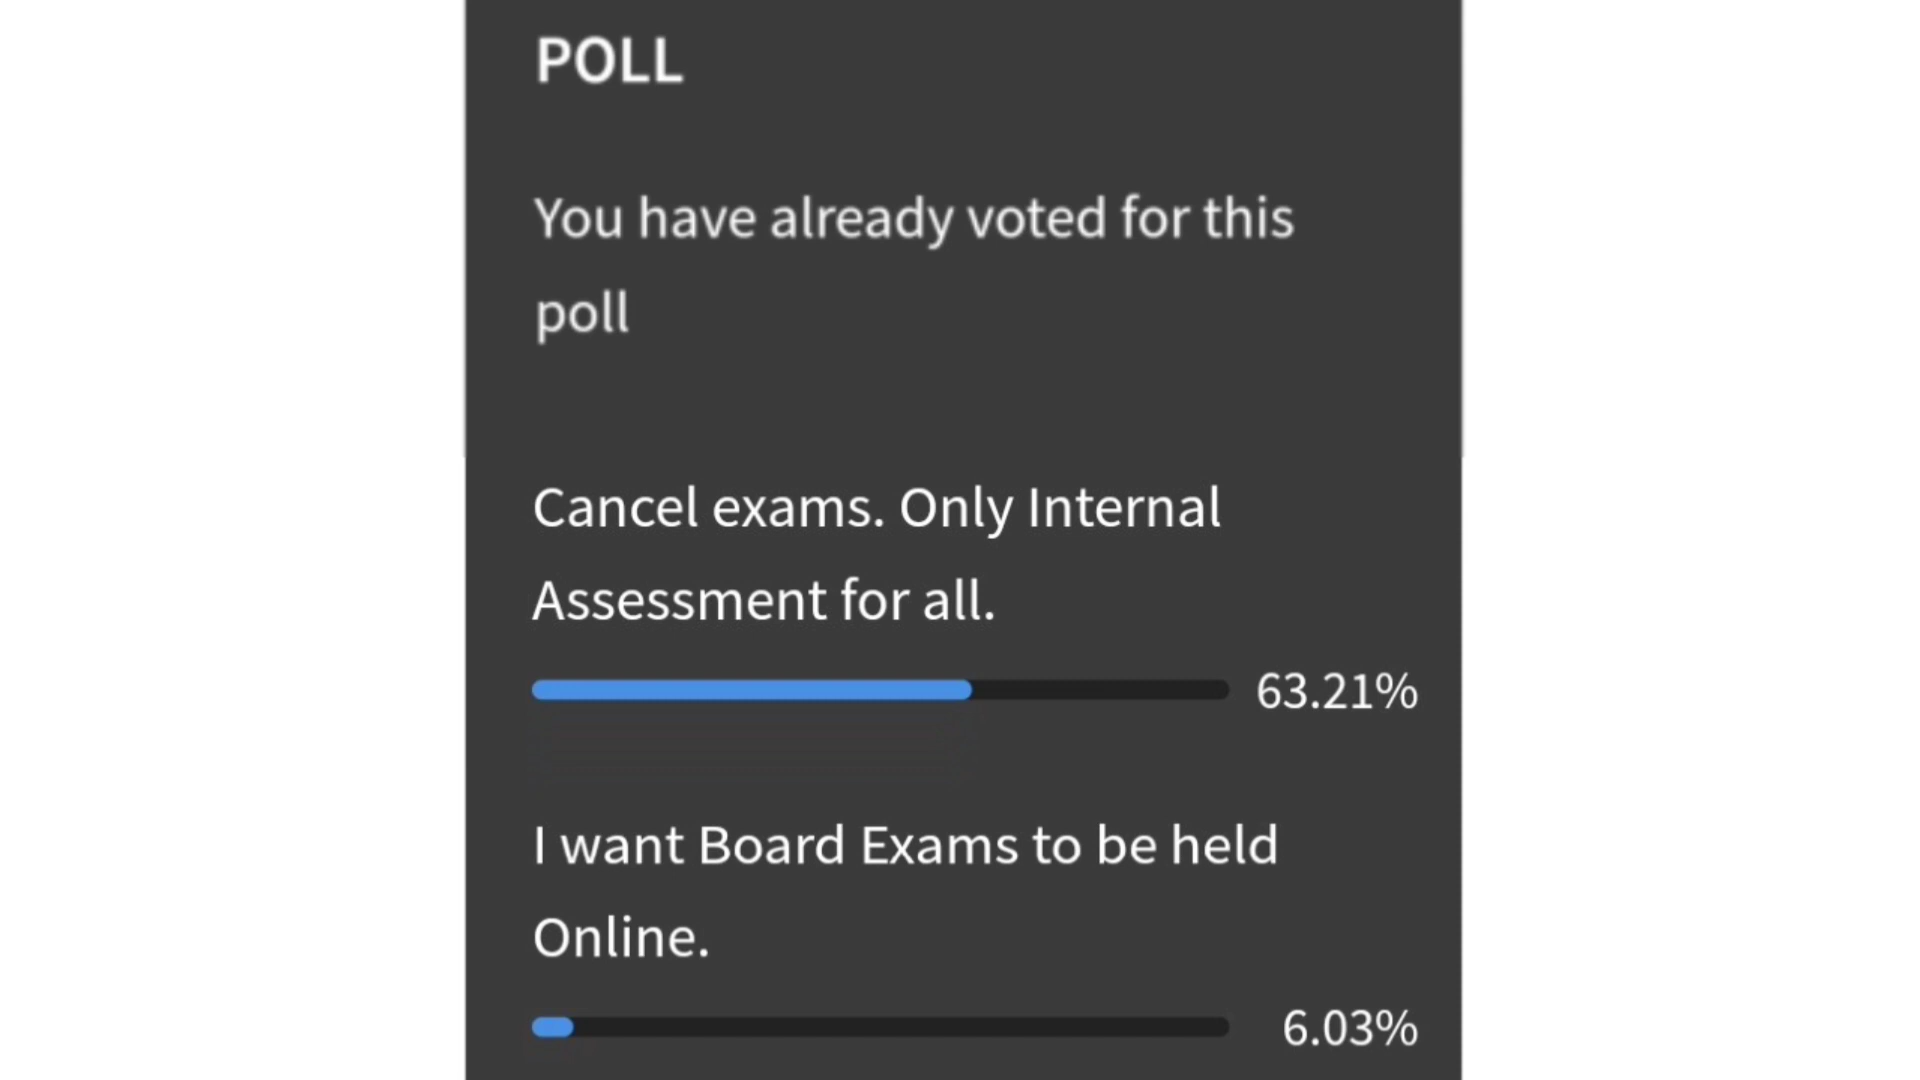 POLL
You have already voted for this
poll
Cancel exams. Only Internal
Assessment for all.
63.21%
I want Board Exams to be held
Online.
6.03%